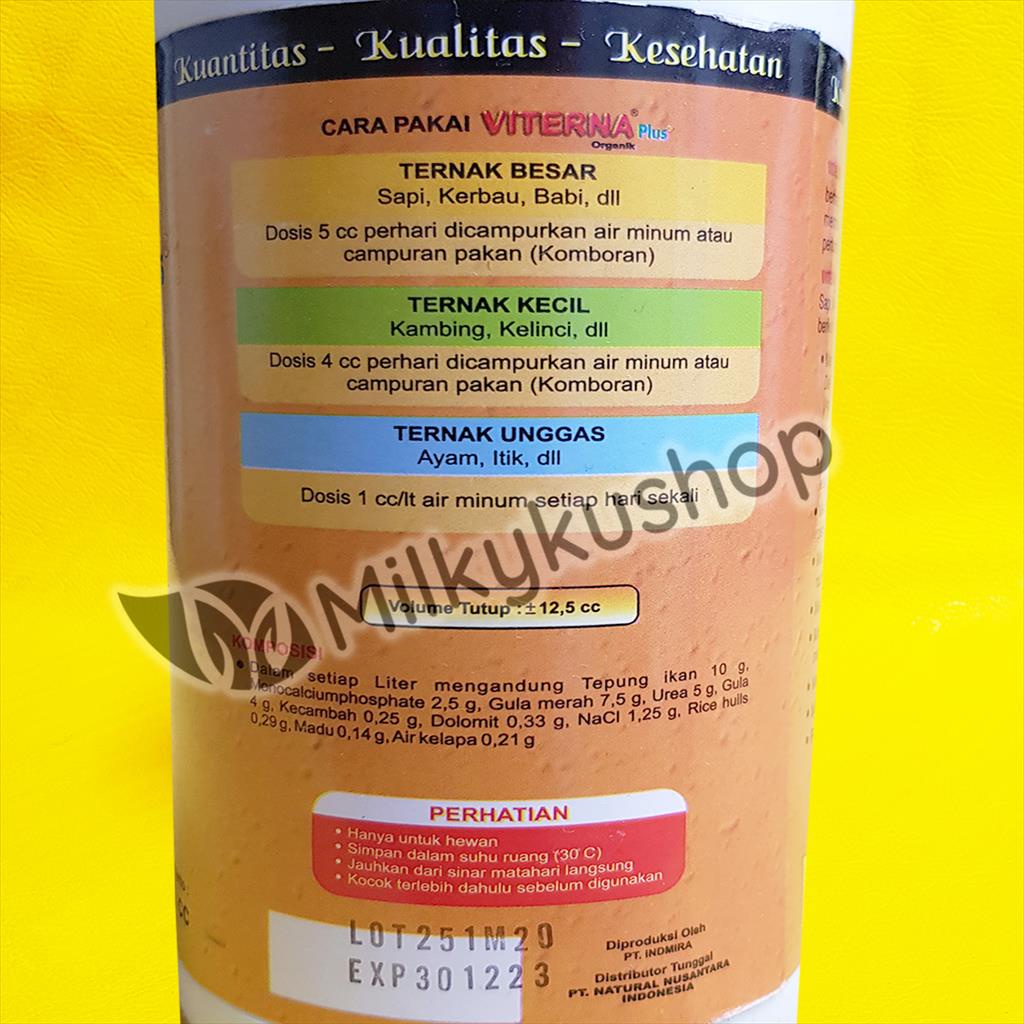 Kuantitas - Kualitas - Kesehatan
CARA PAKAI VITERNA® Plus
Organik
TERNAK BESAR
Sapi, Kerbau, Babi, dll
Dosis 5 cc perhari dicampurkan air minum atau
campuran pakan (Komboran)
TERNAK KECIL
Kambing, Kelinci, dll
Dosis 4 cc perhari dicampurkan air minum atau
campuran pakan (Komboran)
TERNAK UNGGAS
Ayam, Itik, dll
Dosis 1 cc/lt air minum setiap hari sekali
Milkykushop
Volume Tutup : ± 12,5 cc
KOMPOSISI
• Dalam setiap Liter mengandung Tepung ikan 10 g,
Monocalciumphosphate 2,5 g, Gula merah 7,5 g, Urea 5 g, Gula
4 g, Kecambah 0,25 g, Dolomit 0,33 g, NaCl 1,25 g, Rice hulls
0,29 g, Madu 0,14 g, Air kelapa 0,21 g
PERHATIAN
• Hanya untuk hewan
• Simpan dalam suhu ruang (30°C)
• Jauhkan dari sinar matahari langsung
• Kocok terlebih dahulu sebelum digunakan
LOT251M20
EXP301223
Diproduksi Oleh
PT. INDMIRA
Distributor Tunggal
PT. NATURAL NUSANTARA
INDONESIA
cc